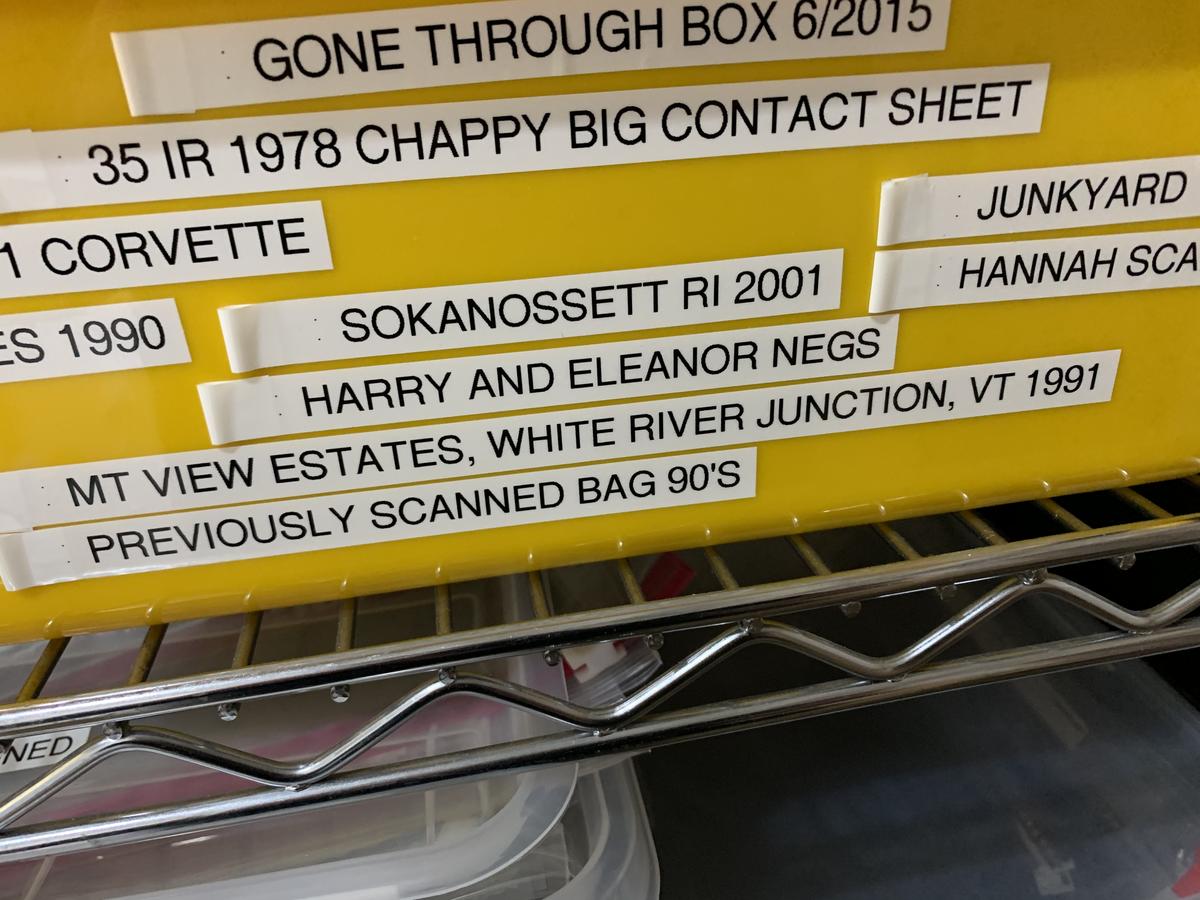 GONE THROUGH BOX 6/2015
35 IR 1978 CHAPPY BIG CONTACT SHEET
JUNKYARD
1 CORVETTE
HANNAH SCA
SOKANOSSETT RI 2001
ES 1990
HARRY AND ELEANOR NEGS
MT VIEW ESTATES, WHITE RIVER JUNCTION, VT 1991
PREVIOUSLY SCANNED BAG 90'S
NED